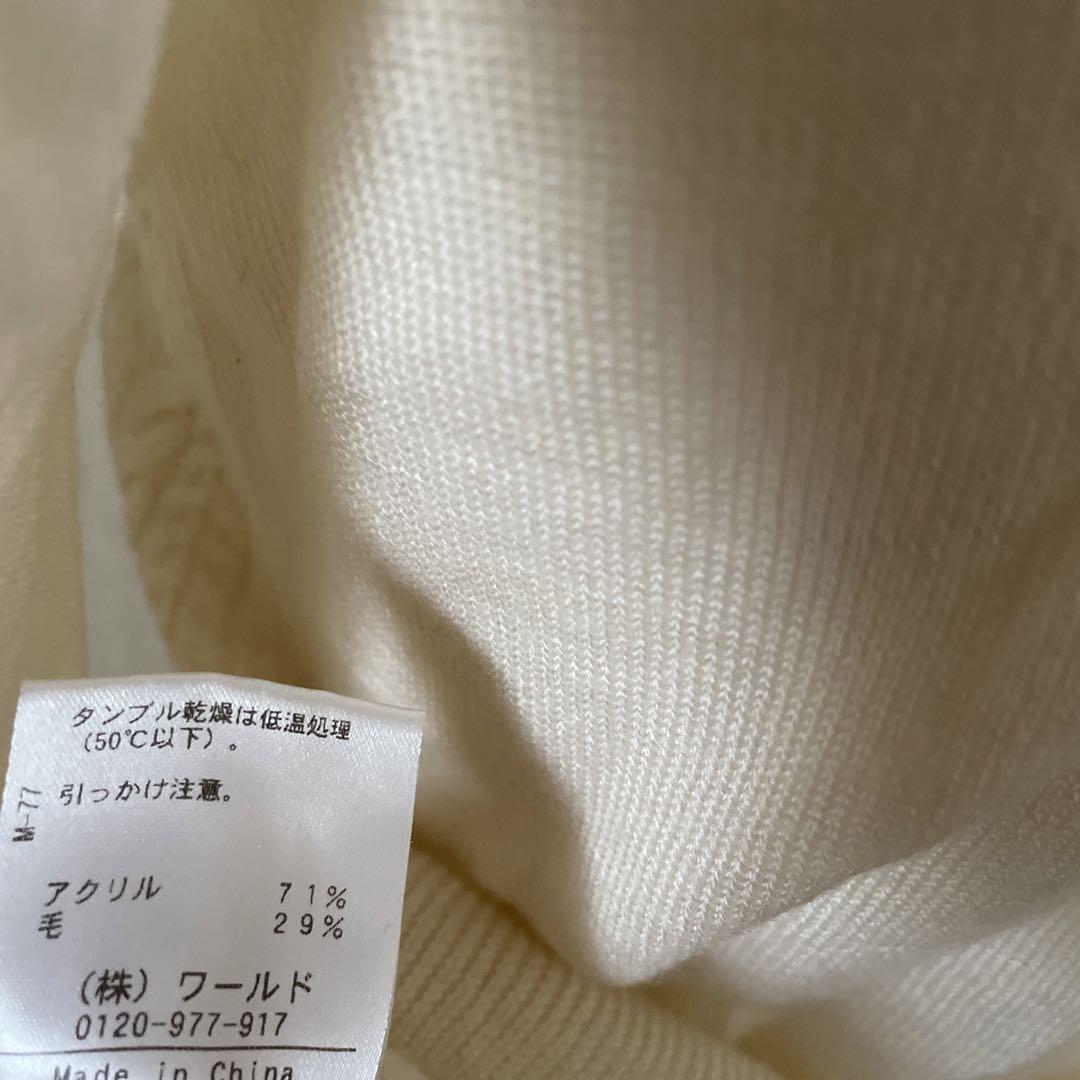 タンブル乾燥は低温処理
(50℃以下)。
引っかけ注意。
M-77
アクリル 71%
毛 29%
(株) ワールド
0120-977-917
Made in China